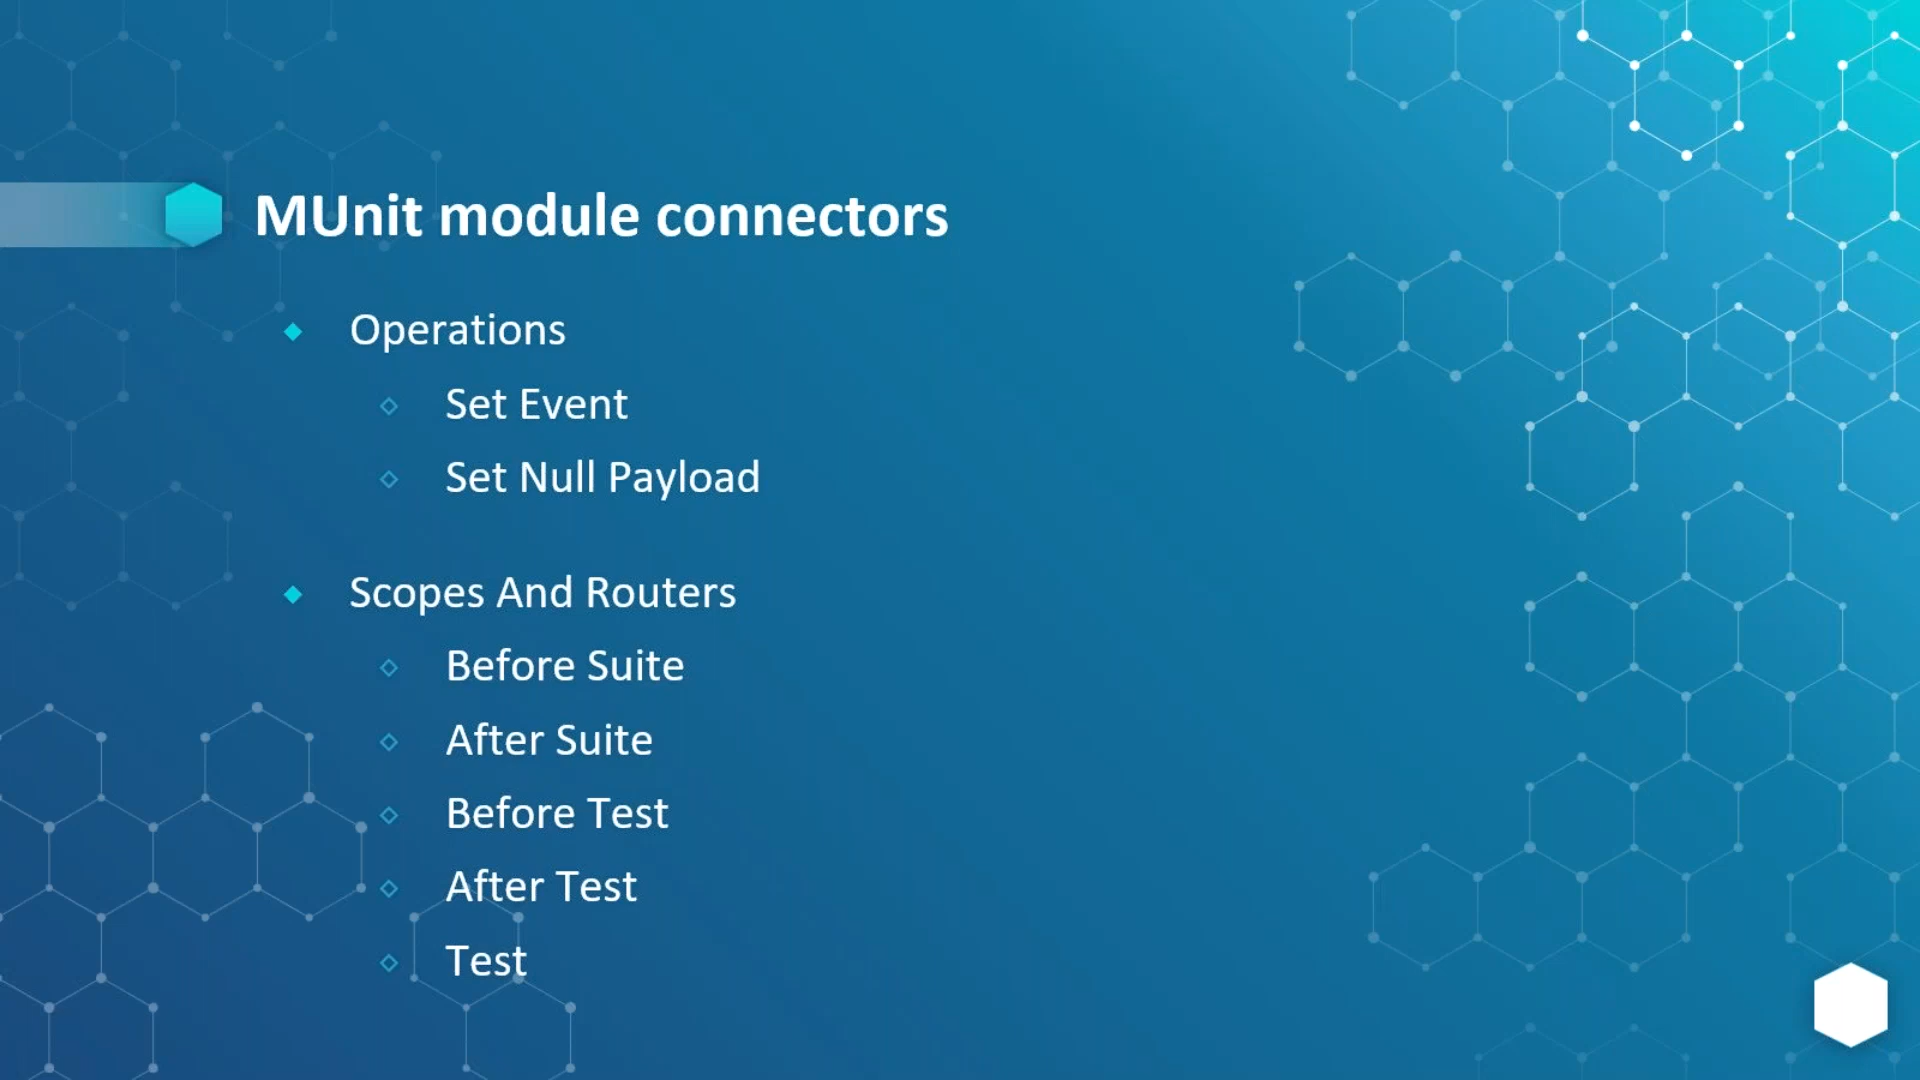 MUnit module connectors
Operations
Set Event
Set Null Payload
Scopes And Routers
Before Suite
After Suite
Before Test
After Test
Test